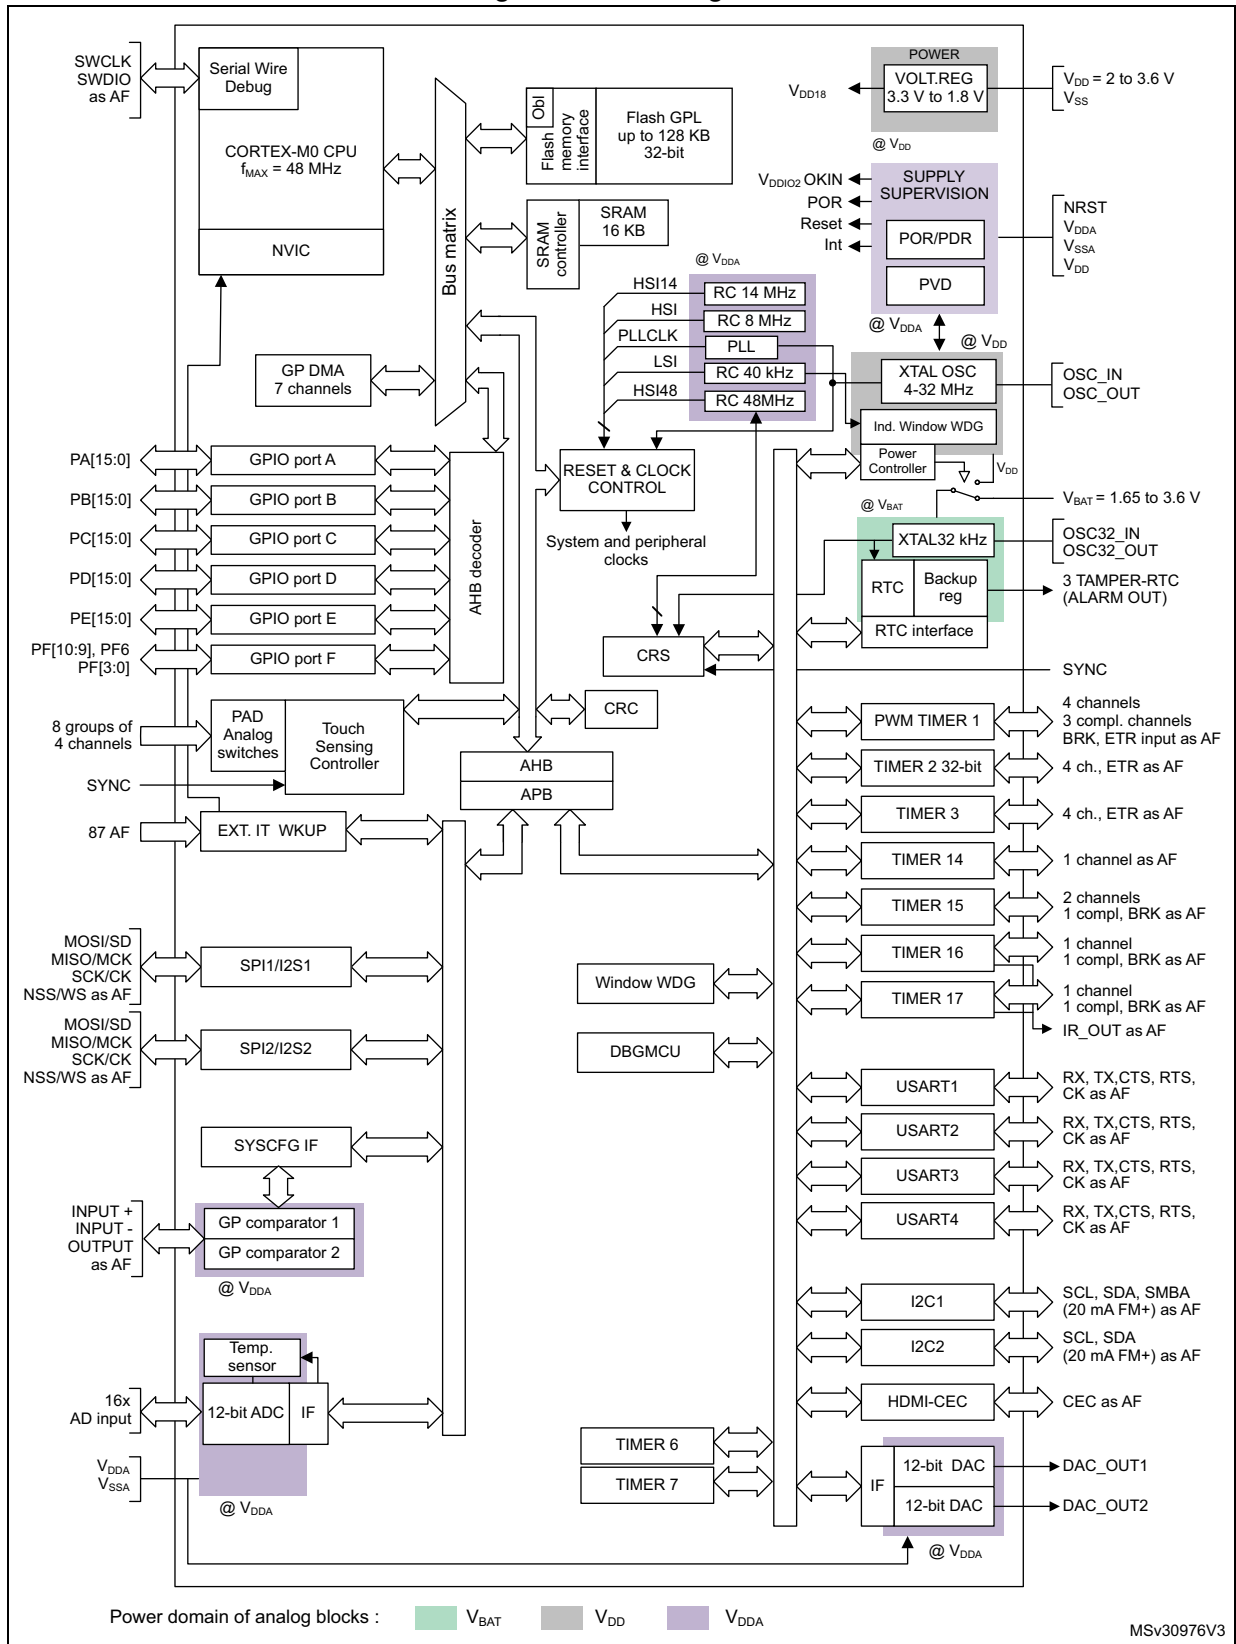 SWCLK
SWDIO
as AF
Serial Wire
Debug
CORTEX-M0 CPU
fMAX = 48 MHz
NVIC
Bus matrix
Obl
Flash
memory
interface
Flash GPL
up to 128 KB
32-bit
SRAM
controller
SRAM
16 KB
POWER
VOLT.REG
3.3 V to 1.8 V
VDD18
VDD = 2 to 3.6 V
VSS
@ VDD
SUPPLY
SUPERVISION
VDDIO2 OKIN
POR
Reset
Int
POR/PDR
PVD
NRST
VDDA
VSSA
VDD
@ VDDA
@ VDDA
@ VDD
HSI14
HSI
PLLCLK
LSI
HSI48
RC 14 MHz
RC 8 MHz
PLL
RC 40 kHz
RC 48MHz
XTAL OSC
4-32 MHz
OSC_IN
OSC_OUT
Ind. Window WDG
Power
Controller
VDD
GP DMA
7 channels
PA[15:0]
GPIO port A
PB[15:0]
GPIO port B
PC[15:0]
GPIO port C
PD[15:0]
GPIO port D
PE[15:0]
GPIO port E
PF[10:9], PF6
PF[3:0]
GPIO port F
AHB decoder
RESET & CLOCK
CONTROL
System and peripheral
clocks
@ VBAT
VBAT = 1.65 to 3.6 V
XTAL32 kHz
OSC32_IN
OSC32_OUT
RTC
Backup
reg
3 TAMPER-RTC
(ALARM OUT)
RTC interface
CRS
SYNC
8 groups of
4 channels
PAD
Analog
switches
Touch
Sensing
Controller
SYNC
CRC
AHB
APB
87 AF
EXT. IT WKUP
PWM TIMER 1
4 channels
3 compl. channels
BRK, ETR input as AF
TIMER 2 32-bit
4 ch., ETR as AF
TIMER 3
4 ch., ETR as AF
TIMER 14
1 channel as AF
TIMER 15
2 channels
1 compl, BRK as AF
TIMER 16
1 channel
1 compl, BRK as AF
TIMER 17
1 channel
1 compl, BRK as AF
IR_OUT as AF
MOSI/SD
MISO/MCK
SCK/CK
NSS/WS as AF
SPI1/I2S1
MOSI/SD
MISO/MCK
SCK/CK
NSS/WS as AF
SPI2/I2S2
Window WDG
DBGMCU
USART1
RX, TX,CTS, RTS,
CK as AF
USART2
RX, TX,CTS, RTS,
CK as AF
USART3
RX, TX,CTS, RTS,
CK as AF
USART4
RX, TX,CTS, RTS,
CK as AF
SYSCFG IF
INPUT +
INPUT -
OUTPUT
as AF
GP comparator 1
GP comparator 2
@ VDDA
I2C1
SCL, SDA, SMBA
(20 mA FM+) as AF
I2C2
SCL, SDA
(20 mA FM+) as AF
HDMI-CEC
CEC as AF
Temp.
sensor
16x
AD input
12-bit ADC
IF
VDDA
VSSA
@ VDDA
TIMER 6
TIMER 7
IF
12-bit DAC
12-bit DAC
DAC_OUT1
DAC_OUT2
@ VDDA
Power domain of analog blocks :
VBAT
VDD
VDDA
MSv30976V3